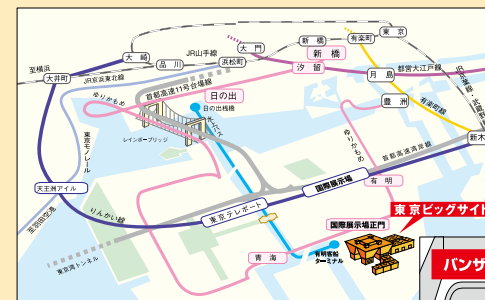 東京
有楽町
新橋
大門
新橋
大崎
JR山手線
品川
浜松町
汐留
都営大江戸線
月島
至横浜
大井町
JR京浜東北線
首都高速11号台場線
日の出
日の出桟橋
豊洲
有楽町線
ゆりかもめ
水上バス
レインボーブリッジ
東京モノレール
ゆりかもめ
首都高速湾岸線
新木
天王洲アイル
国際展示場
有明
りんかい線
東京テレポート
東京ビッグサイト
至羽田空港
国際展示場正門
青海
有明客船
ターミナル
東京湾トンネル
バンザ